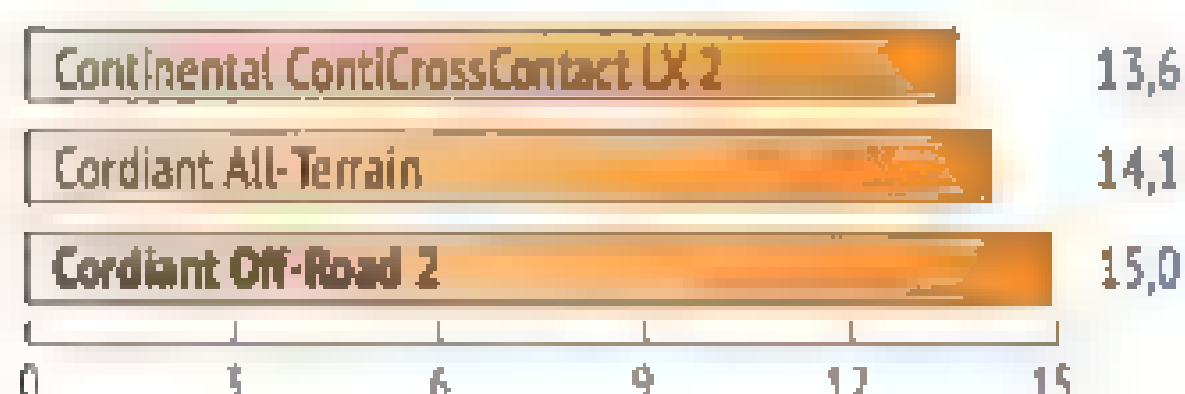 Continental ContiCrossContact LX 2 13,6
Cordiant All-Terrain 14,1
Cordiant Off-Road 2 15,0
0 3 6 9 12 15